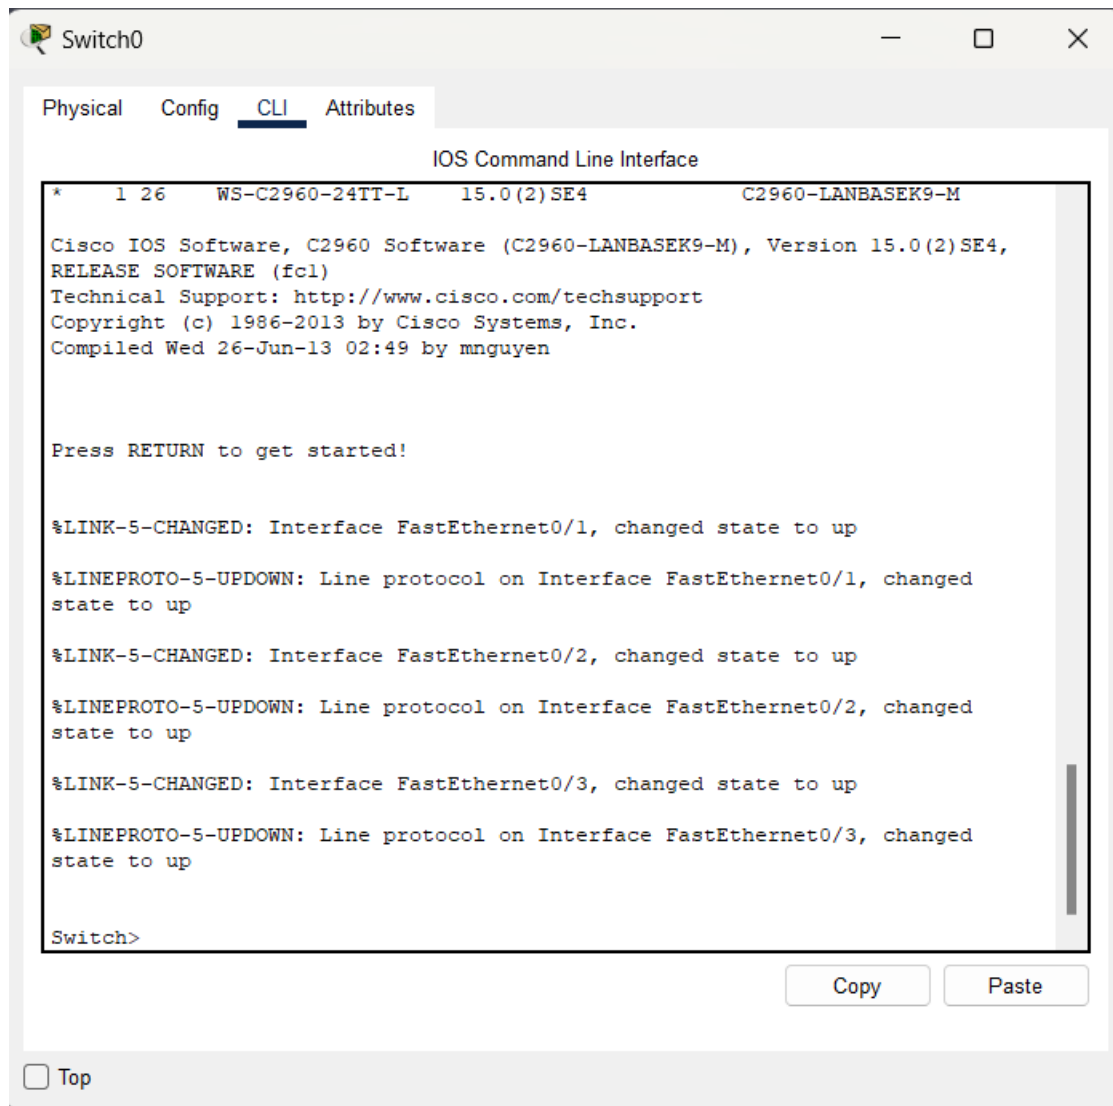 Switch0
Physical Config CLI Attributes
IOS Command Line Interface
*    1 26    WS-C2960-24TT-L    15.0(2)SE4            C2960-LANBASEK9-M
Cisco IOS Software, C2960 Software (C2960-LANBASEK9-M), Version 15.0(2)SE4,
RELEASE SOFTWARE (fc1)
Technical Support: http://www.cisco.com/techsupport
Copyright (c) 1986-2013 by Cisco Systems, Inc.
Compiled Wed 26-Jun-13 02:49 by mnguyen
Press RETURN to get started!
%LINK-5-CHANGED: Interface FastEthernet0/1, changed state to up
%LINEPROTO-5-UPDOWN: Line protocol on Interface FastEthernet0/1, changed
state to up
%LINK-5-CHANGED: Interface FastEthernet0/2, changed state to up
%LINEPROTO-5-UPDOWN: Line protocol on Interface FastEthernet0/2, changed
state to up
%LINK-5-CHANGED: Interface FastEthernet0/3, changed state to up
%LINEPROTO-5-UPDOWN: Line protocol on Interface FastEthernet0/3, changed
state to up
Switch>
Copy Paste
Top